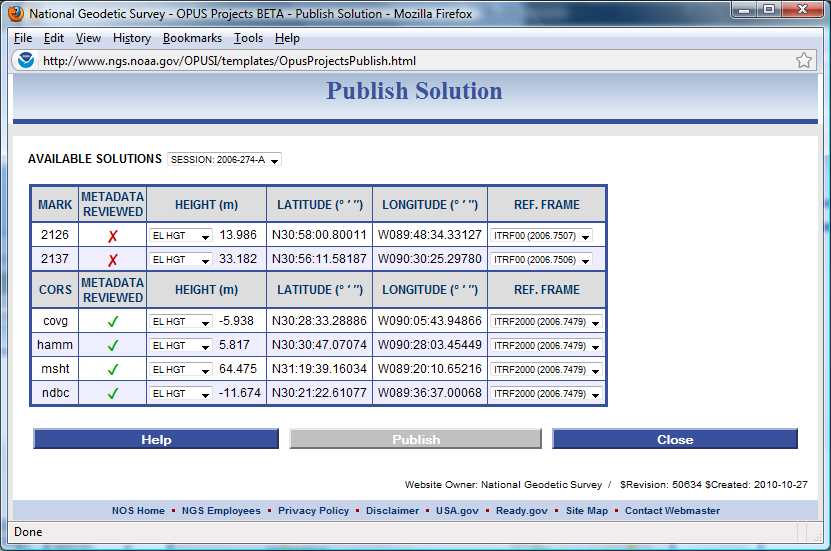 National Geodetic Survey - OPUS Projects BETA - Publish Solution - Mozilla Firefox
File Edit View History Bookmarks Tools Help
http://www.ngs.noaa.gov/OPUSI/templates/OpusProjectsPublish.html
Publish Solution
AVAILABLE SOLUTIONS SESSION: 2006-274-A
MARK METADATA REVIEWED HEIGHT (m) LATITUDE (° ′ ″) LONGITUDE (° ′ ″) REF. FRAME
2126 ✗ EL HGT 13.986 N30:58:00.80011 W089:48:34.33127 ITRF00 (2006.7507)
2137 ✗ EL HGT 33.182 N30:56:11.58187 W090:30:25.29780 ITRF00 (2006.7506)
CORS METADATA REVIEWED HEIGHT (m) LATITUDE (° ′ ″) LONGITUDE (° ′ ″) REF. FRAME
covg ✓ EL HGT -5.938 N30:28:33.28886 W090:05:43.94866 ITRF2000 (2006.7479)
hamm ✓ EL HGT 5.817 N30:30:47.07074 W090:28:03.45449 ITRF2000 (2006.7479)
msht ✓ EL HGT 64.475 N31:19:39.16034 W089:20:10.65216 ITRF2000 (2006.7479)
ndbc ✓ EL HGT -11.674 N30:21:22.61077 W089:36:37.00068 ITRF2000 (2006.7479)
Help Publish Close
Website Owner: National Geodetic Survey / $Revision: 50634 $Created: 2010-10-27
NOS Home ▪ NGS Employees ▪ Privacy Policy ▪ Disclaimer ▪ USA.gov ▪ Ready.gov ▪ Site Map ▪ Contact Webmaster
Done